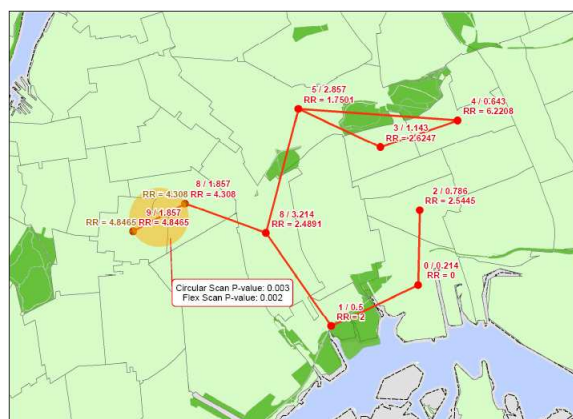 5 / 2.857
RR = 1.7501
4 / 0.643
RR = 6.2208
3 / 1.143
RR = 2.6247
8 / 1.857
RR = 4.308 RR = 4.308
2 / 0.786
RR = 2.5445
9 / 1.857
RR = 4.8465 RR = 4.8465
8 / 3.214
RR = 2.4891
0 / 0.214
RR = 0
Circular Scan P-value: 0.003
Flex Scan P-value: 0.002
1 / 0.5
RR = 2